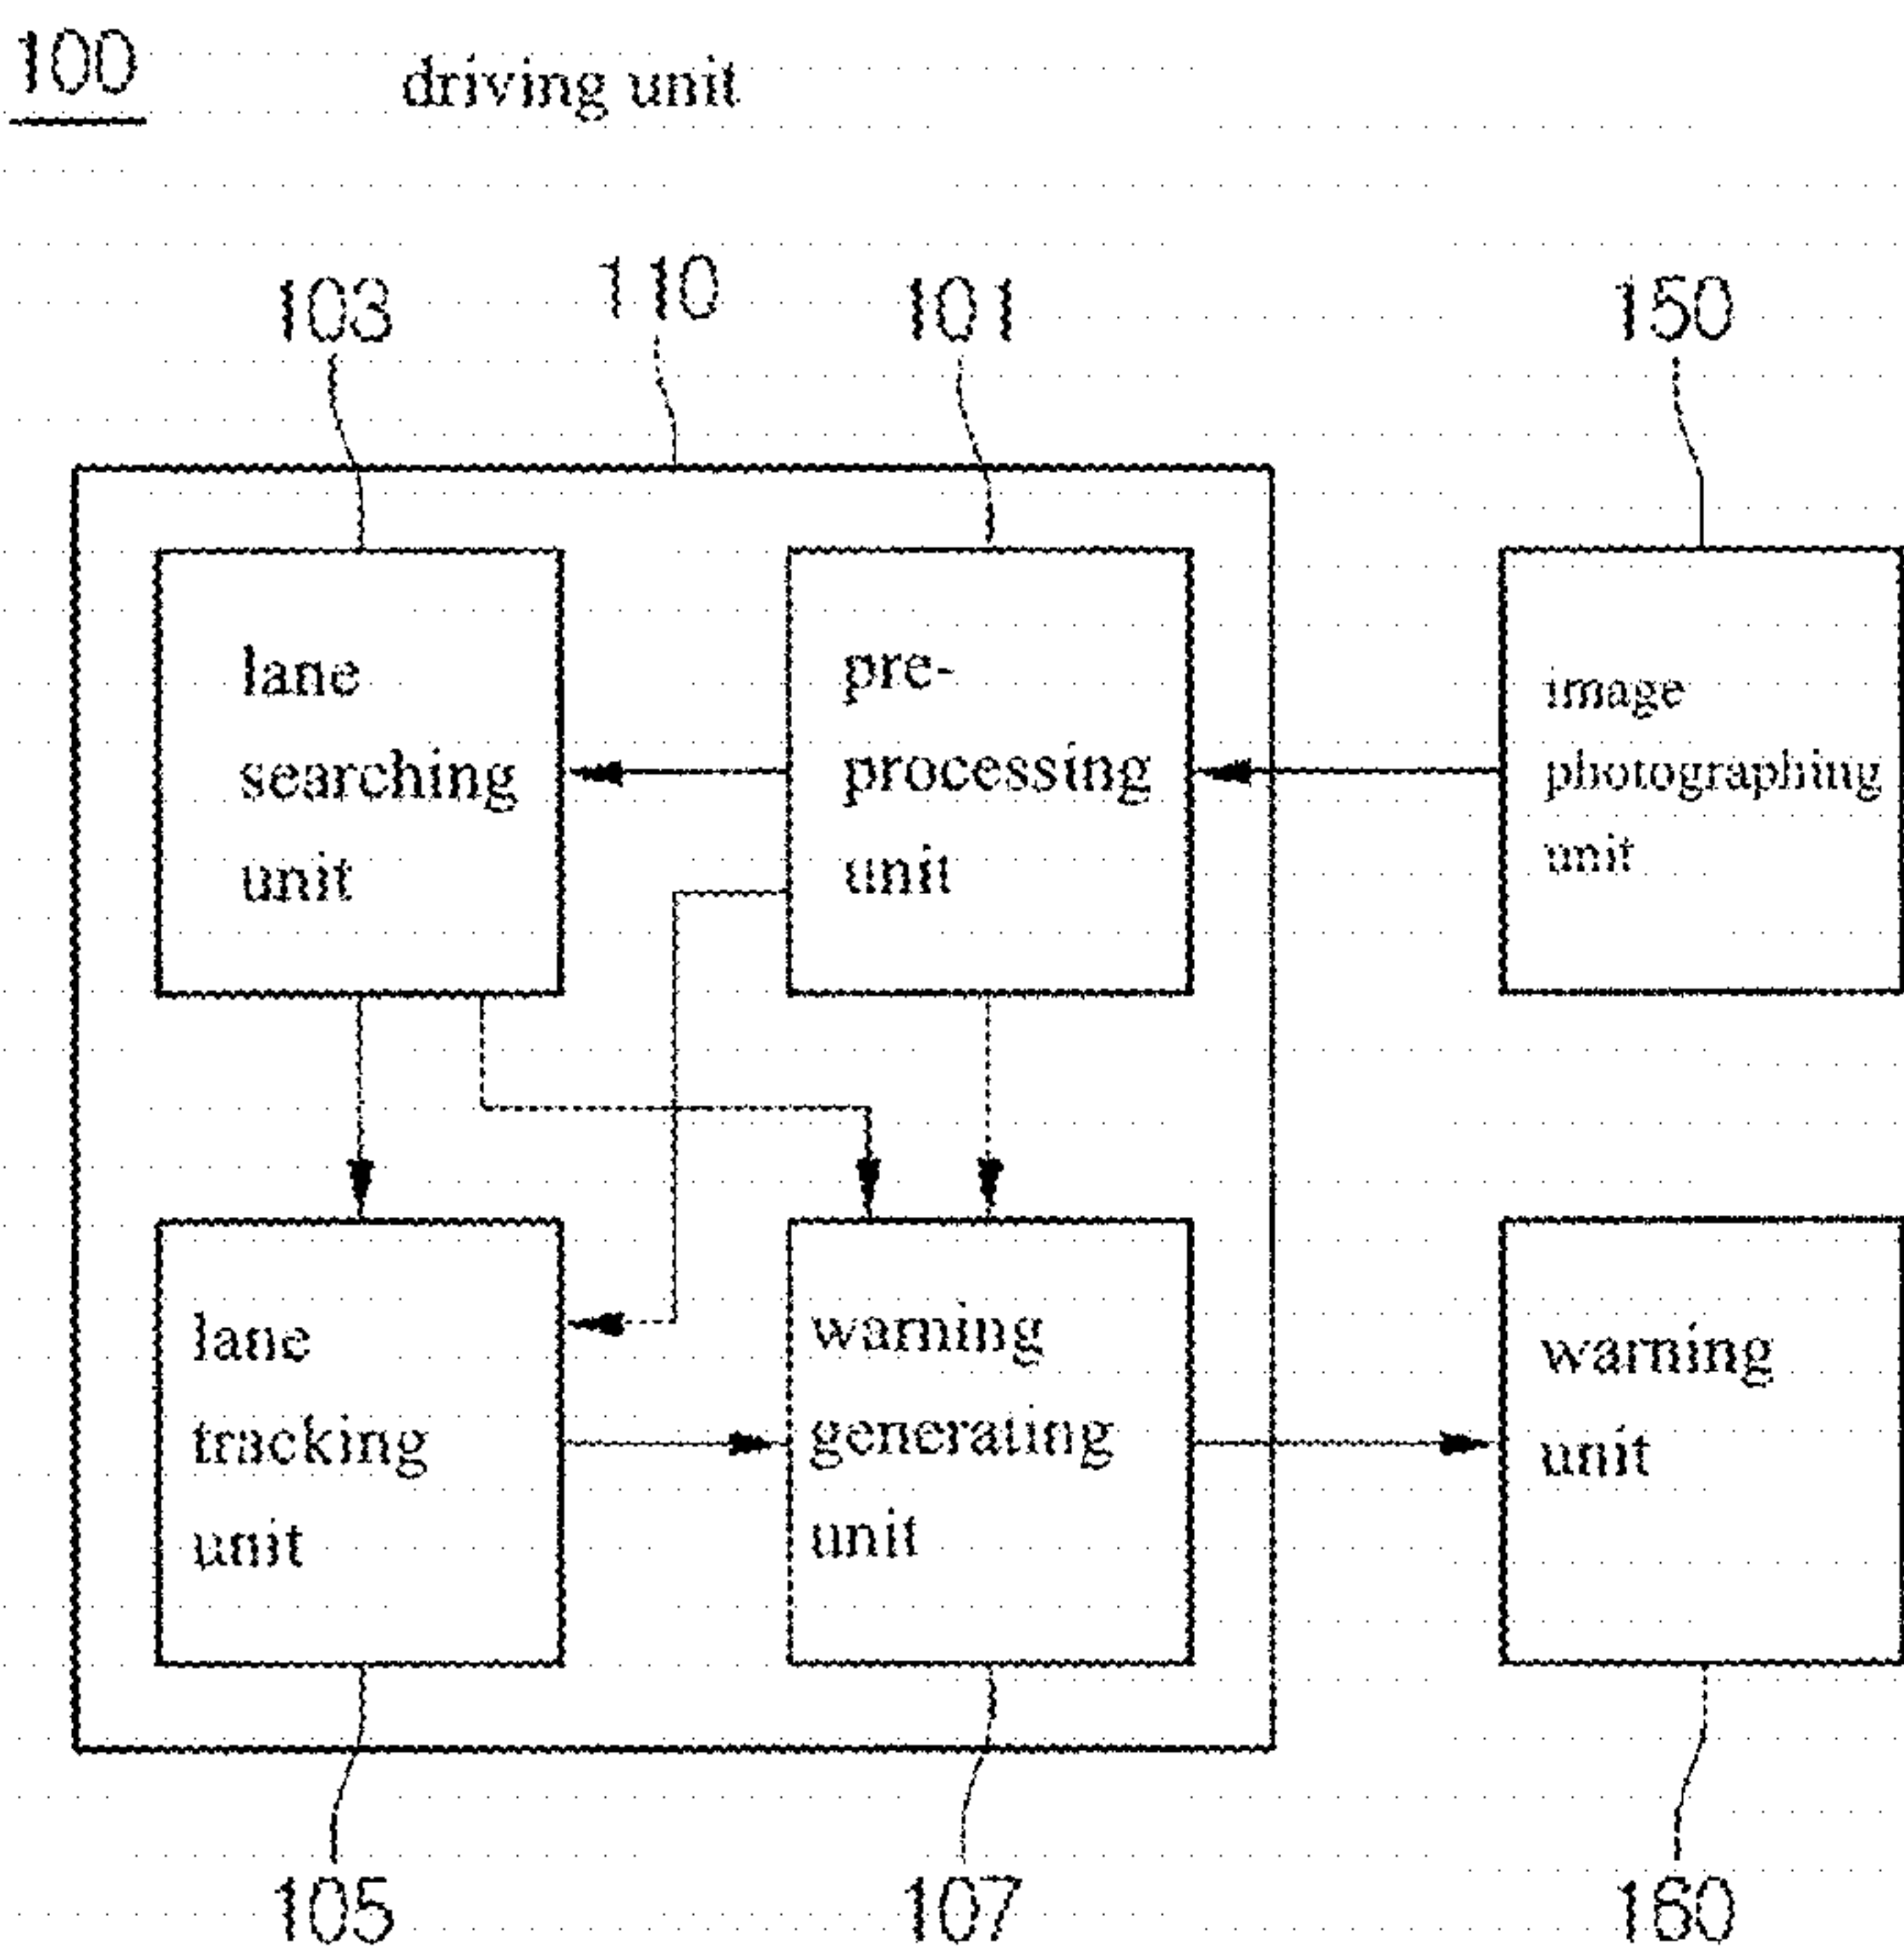 100
driving unit
103
110
101
150
lane
searching
unit
pre-
processing
unit
image
photographing
unit
lane
tracking
unit
warning
generating
unit
warning
unit
105
107
160